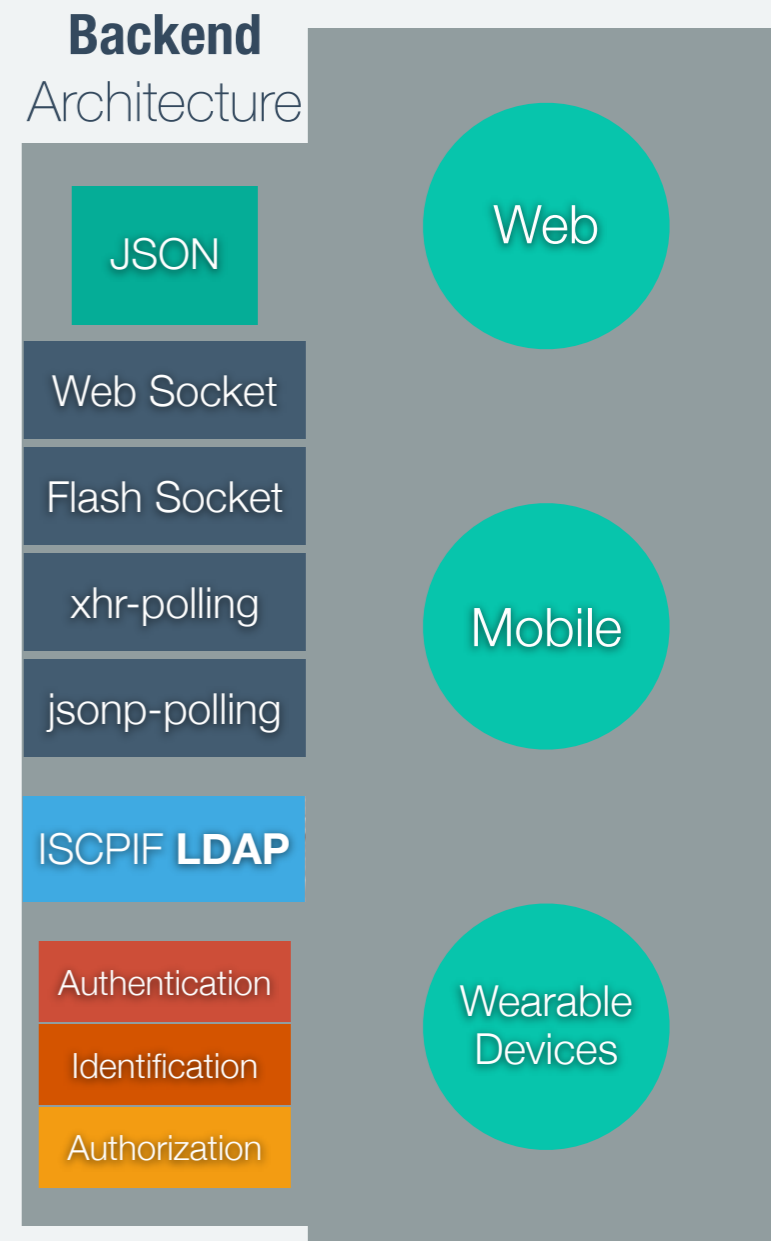 Backend
Architecture
JSON
Web Socket
Flash Socket
xhr-polling
jsonp-polling
ISCPIF LDAP
Authentication
Identification
Authorization
Web
Mobile
Wearable
Devices